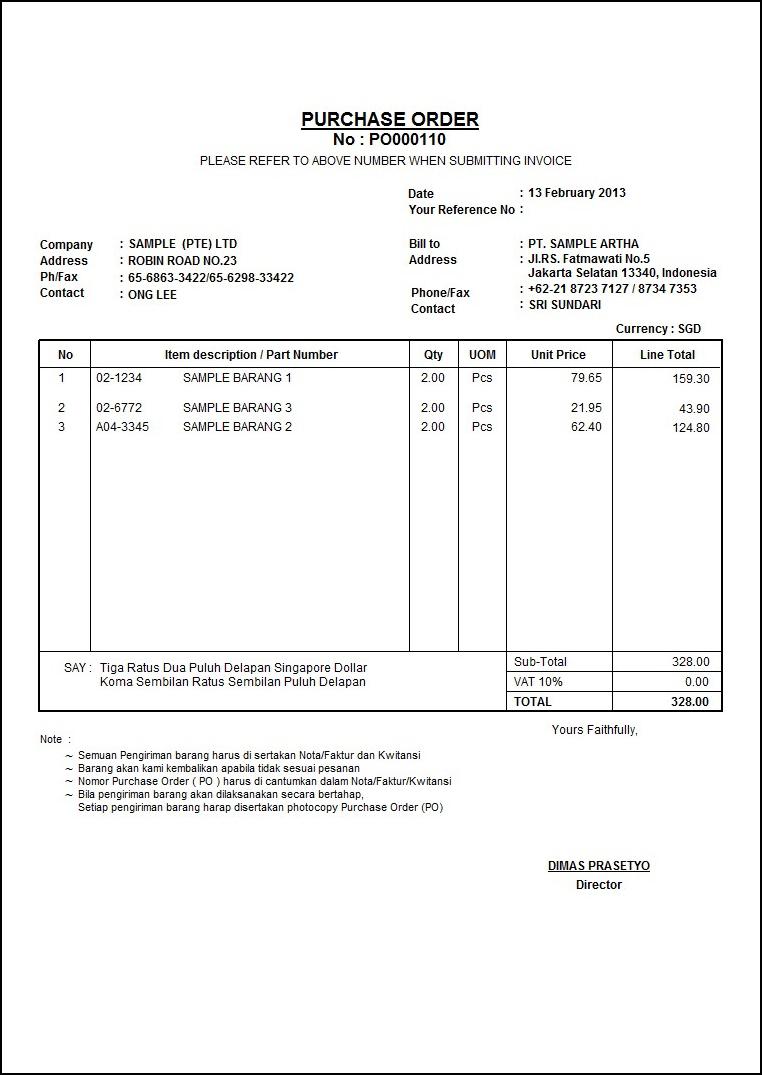 PURCHASE ORDER
No : PO000110
PLEASE REFER TO ABOVE NUMBER WHEN SUBMITTING INVOICE
Date : 13 February 2013
Your Reference No :
Company : SAMPLE (PTE) LTD
Address : ROBIN ROAD NO.23
Ph/Fax : 65-6863-3422/65-6298-33422
Contact : ONG LEE
Bill to : PT. SAMPLE ARTHA
Address : Jl.RS. Fatmawati No.5
Jakarta Selatan 13340, Indonesia
Phone/Fax : +62-21 8723 7127 / 8734 7353
Contact : SRI SUNDARI
Currency : SGD
No Item description / Part Number Qty UOM Unit Price Line Total
1 02-1234 SAMPLE BARANG 1 2.00 Pcs 79.65 159.30
2 02-6772 SAMPLE BARANG 3 2.00 Pcs 21.95 43.90
3 A04-3345 SAMPLE BARANG 2 2.00 Pcs 62.40 124.80
SAY : Tiga Ratus Dua Puluh Delapan Singapore Dollar
Koma Sembilan Ratus Sembilan Puluh Delapan
Sub-Total 328.00
VAT 10% 0.00
TOTAL 328.00
Yours Faithfully,
Note :
~ Semuan Pengiriman barang harus di sertakan Nota/Faktur dan Kwitansi
~ Barang akan kami kembalikan apabila tidak sesuai pesanan
~ Nomor Purchase Order ( PO ) harus di cantumkan dalam Nota/Faktur/Kwitansi
~ Bila pengiriman barang akan dilaksanakan secara bertahap,
Setiap pengiriman barang harap disertakan photocopy Purchase Order (PO)
DIMAS PRASETYO
Director